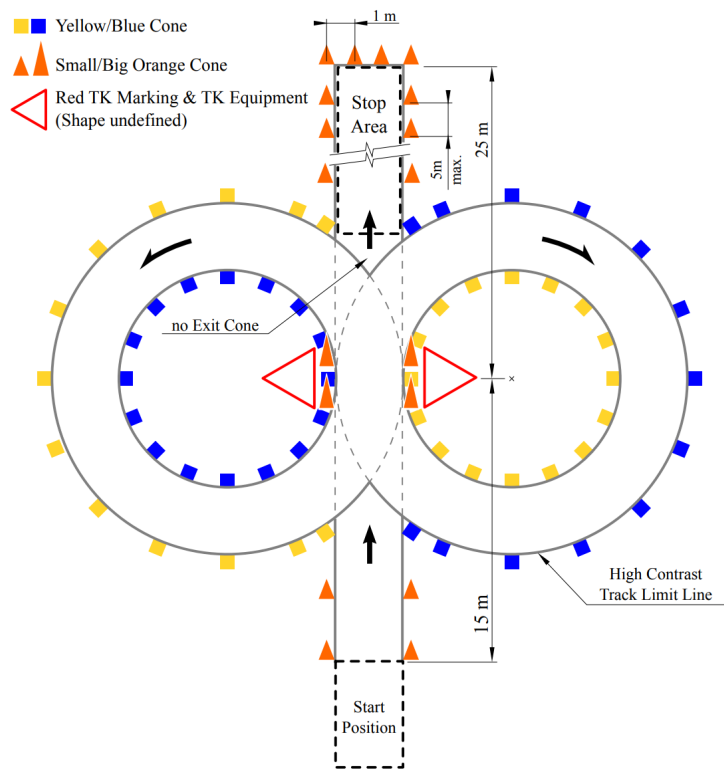 Yellow/Blue Cone
Small/Big Orange Cone
Red TK Marking & TK Equipment
(Shape undefined)
1 m
Stop
Area
5m
max.
25 m
no Exit Cone
15 m
High Contrast
Track Limit Line
Start
Position